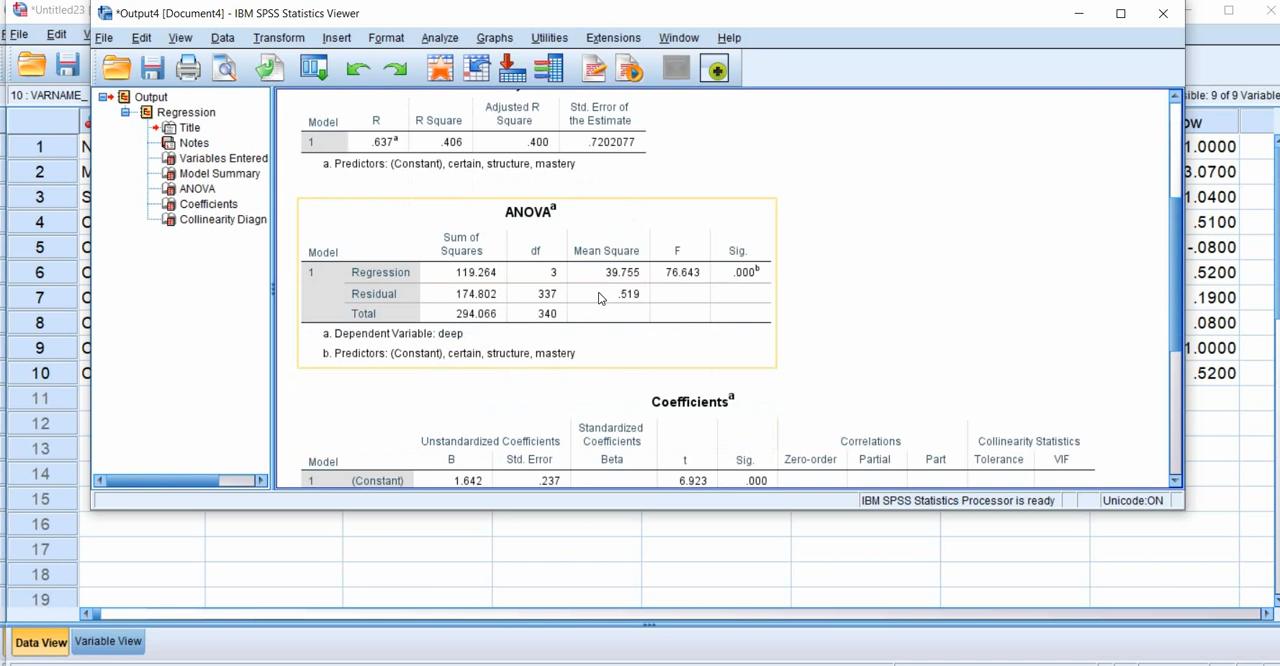 *Untitled23
*Output4 [Document4] - IBM SPSS Statistics Viewer
File Edit
File Edit View Data Transform Insert Format Analyze Graphs Utilities Extensions Window Help
10 : VARNAME_
Visible: 9 of 9 Variable
Output
Regression
Title
Notes
Variables Entered
Model Summary
ANOVA
Coefficients
Collinearity Diagn
Model R R Square Adjusted R Square Std. Error of the Estimate
1 .637a .406 .400 .7202077
a. Predictors: (Constant), certain, structure, mastery
ANOVAa
Model Sum of Squares df Mean Square F Sig.
1 Regression 119.264 3 39.755 76.643 .000b
Residual 174.802 337 .519
Total 294.066 340
a. Dependent Variable: deep
b. Predictors: (Constant), certain, structure, mastery
Coefficientsa
Unstandardized Coefficients Standardized Coefficients Correlations Collinearity Statistics
Model B Std. Error Beta t Sig. Zero-order Partial Part Tolerance VIF
1 (Constant) 1.642 .237 6.923 .000
IBM SPSS Statistics Processor is ready Unicode:ON
1 1.0000
2 3.0700
3 1.0400
4 .5100
5 -.0800
6 .5200
7 .1900
8 .0800
9 1.0000
10 .5200
11
12
13
14
15
16
17
18
19
Data View Variable View